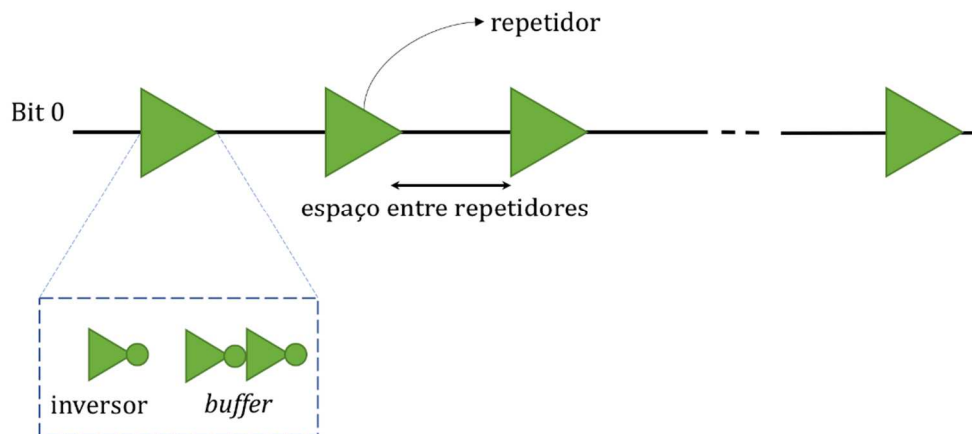 repetidor
Bit 0
espaço entre repetidores
inversor
buffer